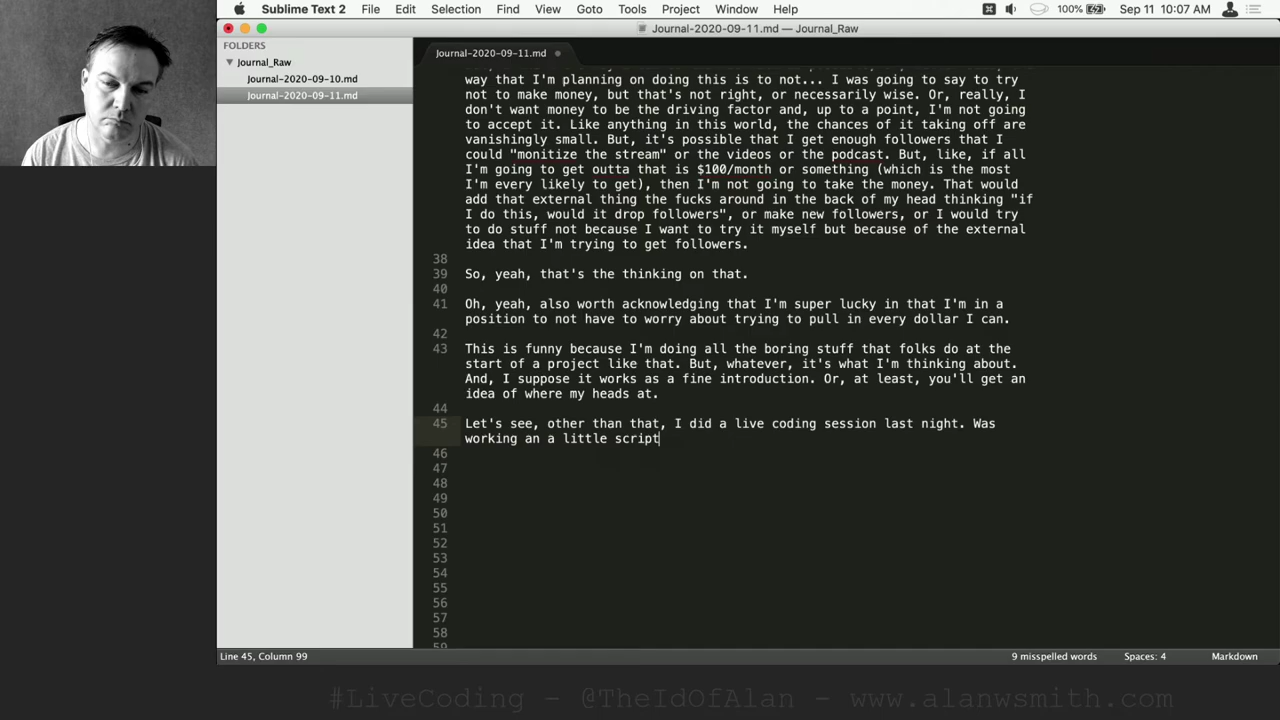 Sublime Text 2 File Edit Selection Find View Goto Tools Project Window Help 100% Sep 11 10:07 AM
Journal-2020-09-11.md — Journal_Raw
FOLDERS
Journal_Raw
Journal-2020-09-10.md
Journal-2020-09-11.md
Journal-2020-09-11.md
way that I'm planning on doing this is to not... I was going to say to try
not to make money, but that's not right, or necessarily wise. Or, really, I
don't want money to be the driving factor and, up to a point, I'm not going
to accept it. Like anything in this world, the chances of it taking off are
vanishingly small. But, it's possible that I get enough followers that I
could "monitize the stream" or the videos or the podcast. But, like, if all
I'm going to get outta that is $100/month or something (which is the most
I'm every likely to get), then I'm not going to take the money. That would
add that external thing the fucks around in the back of my head thinking "if
I do this, would it drop followers", or make new followers, or I would try
to do stuff not because I want to try it myself but because of the external
idea that I'm trying to get followers.
38
39 So, yeah, that's the thinking on that.
40
41 Oh, yeah, also worth acknowledging that I'm super lucky in that I'm in a
position to not have to worry about trying to pull in every dollar I can.
42
43 This is funny because I'm doing all the boring stuff that folks do at the
start of a project like that. But, whatever, it's what I'm thinking about.
And, I suppose it works as a fine introduction. Or, at least, you'll get an
idea of where my heads at.
44
45 Let's see, other than that, I did a live coding session last night. Was
working an a little script
46
47
48
49
50
51
52
53
54
55
56
57
58
59
Line 45, Column 99 9 misspelled words Spaces: 4 Markdown
#LiveCoding - @TheIdOfAlan - www.alanwsmith.com